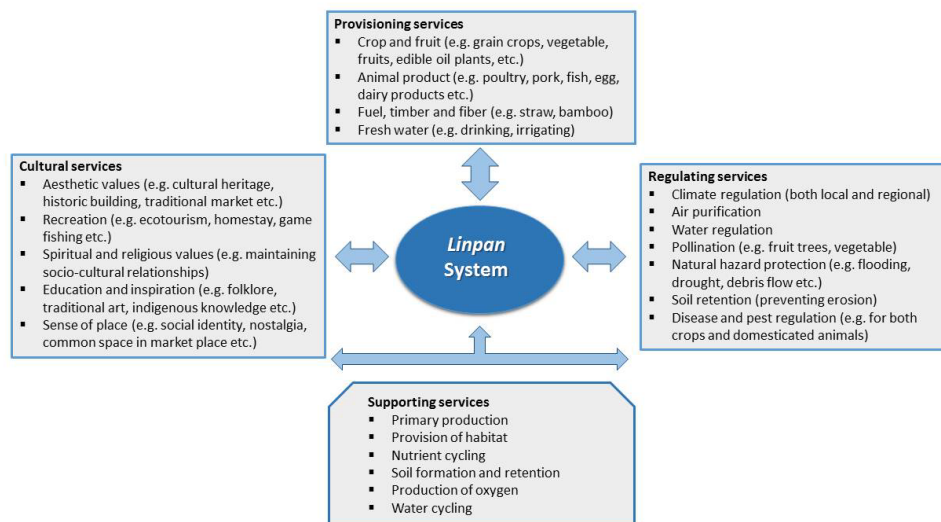 Provisioning services
▪ Crop and fruit (e.g. grain crops, vegetable,
fruits, edible oil plants, etc.)
▪ Animal product (e.g. poultry, pork, fish, egg,
dairy products etc.)
▪ Fuel, timber and fiber (e.g. straw, bamboo)
▪ Fresh water (e.g. drinking, irrigating)
Cultural services
▪ Aesthetic values (e.g. cultural heritage,
historic building, traditional market etc.)
▪ Recreation (e.g. ecotourism, homestay, game
fishing etc.)
▪ Spiritual and religious values (e.g. maintaining
socio-cultural relationships)
▪ Education and inspiration (e.g. folklore,
traditional art, indigenous knowledge etc.)
▪ Sense of place (e.g. social identity, nostalgia,
common space in market place etc.)
Linpan
System
Regulating services
▪ Climate regulation (both local and regional)
▪ Air purification
▪ Water regulation
▪ Pollination (e.g. fruit trees, vegetable)
▪ Natural hazard protection (e.g. flooding,
drought, debris flow etc.)
▪ Soil retention (preventing erosion)
▪ Disease and pest regulation (e.g. for both
crops and domesticated animals)
Supporting services
▪ Primary production
▪ Provision of habitat
▪ Nutrient cycling
▪ Soil formation and retention
▪ Production of oxygen
▪ Water cycling